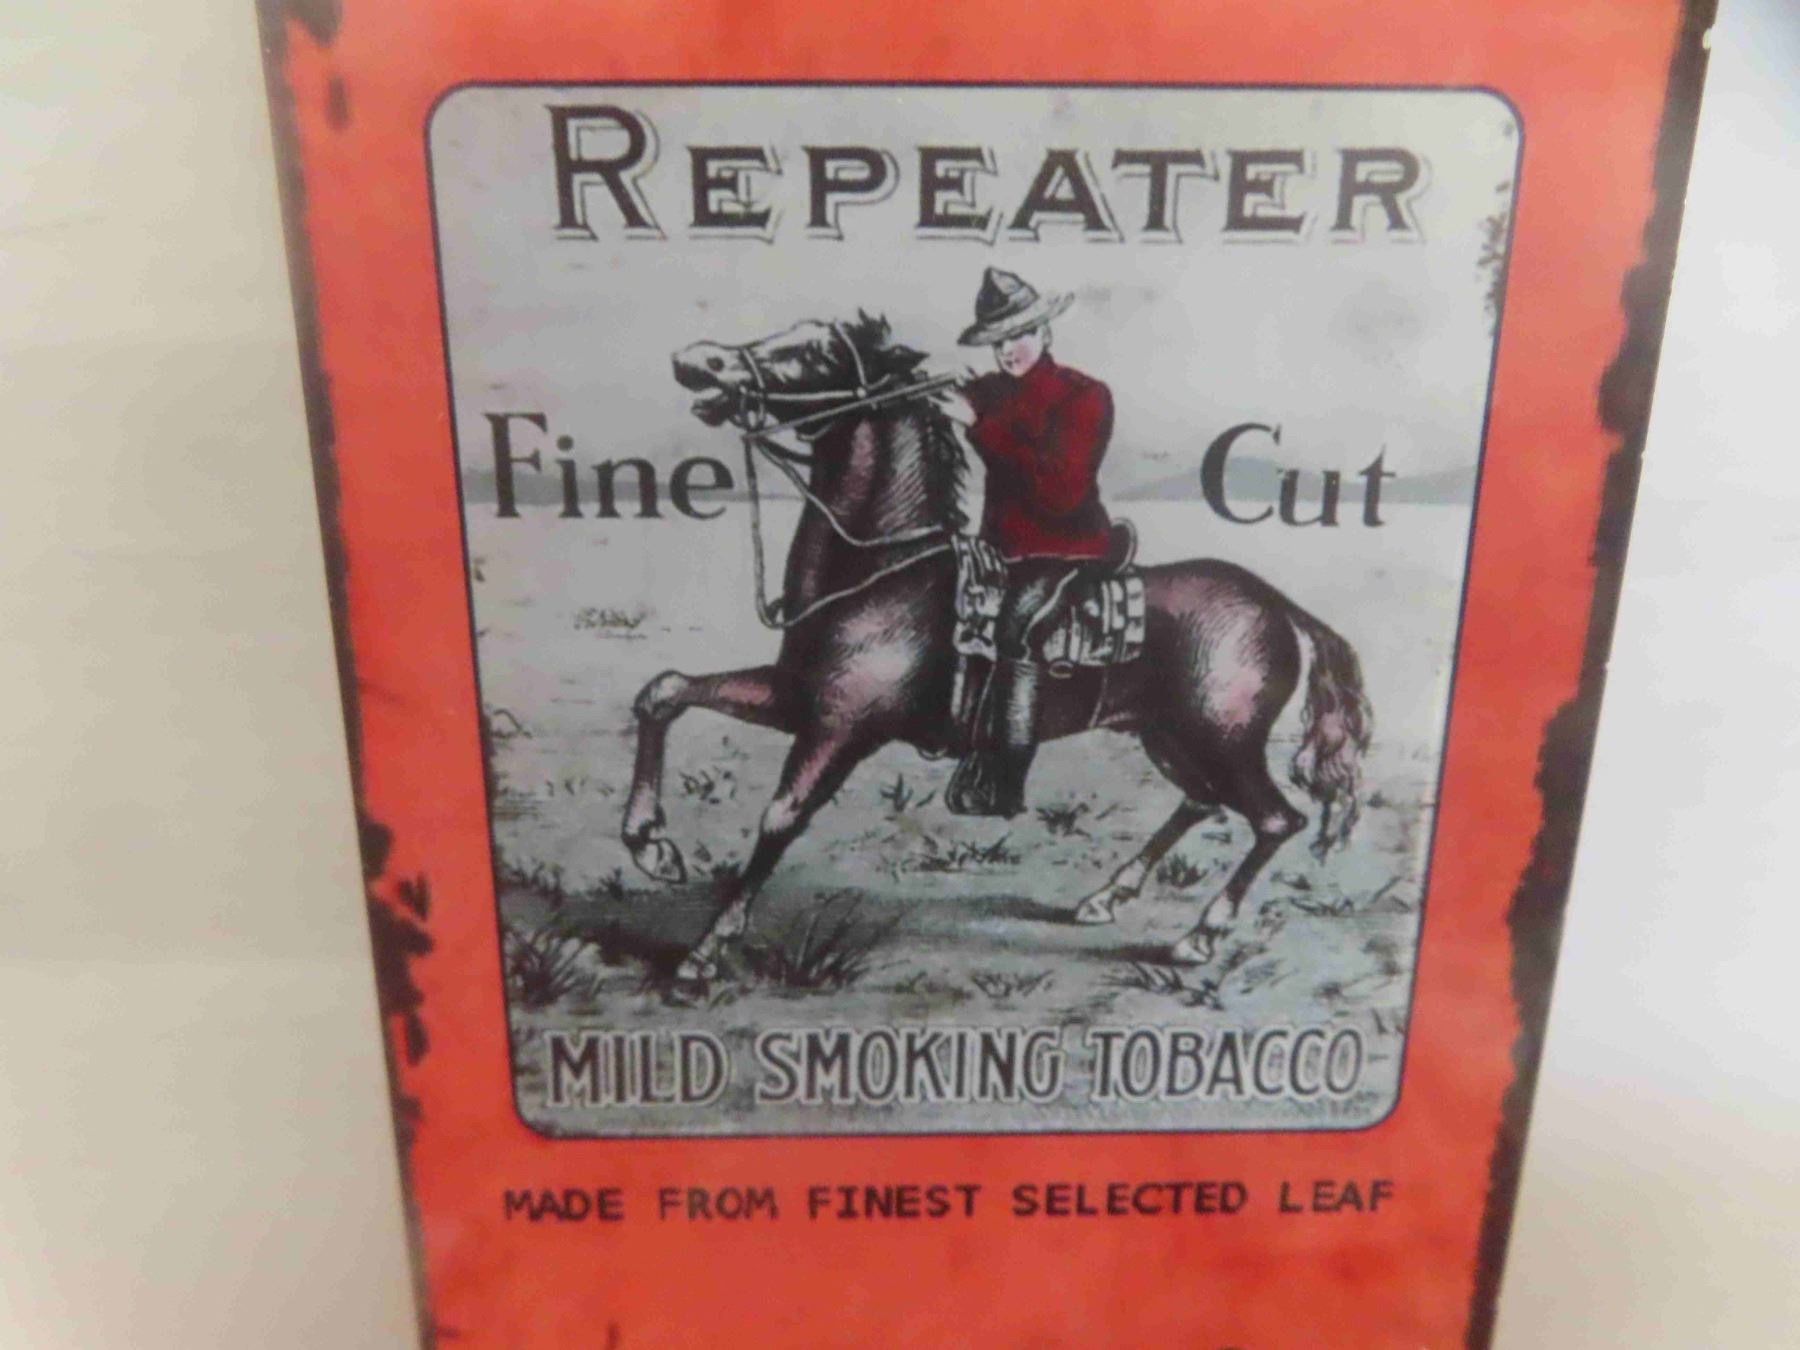 REPEATER
Fine Cut
MILD SMOKING TOBACCO
MADE FROM FINEST SELECTED LEAF